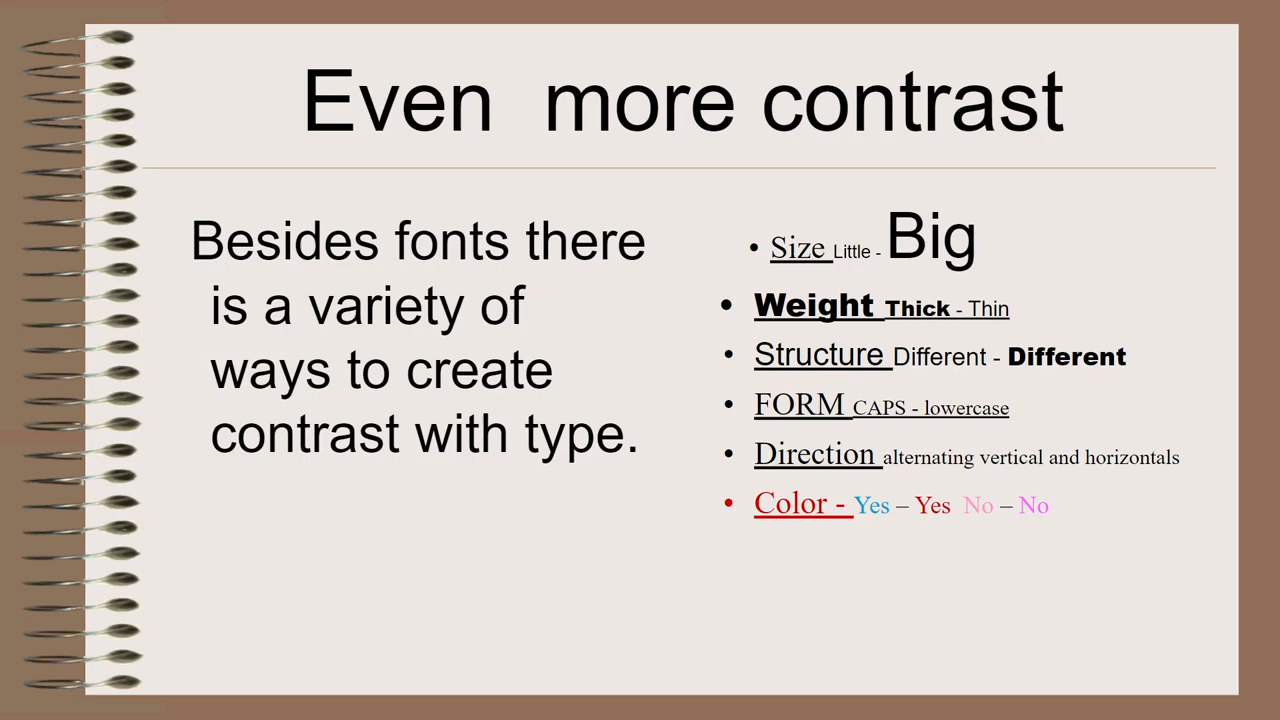 Even  more contrast
Besides fonts there
is a variety of
ways to create
contrast with type.
• Size Little - Big
• Weight Thick - Thin
• Structure Different - Different
• FORM CAPS - lowercase
• Direction alternating vertical and horizontals
• Color - Yes – Yes  No – No